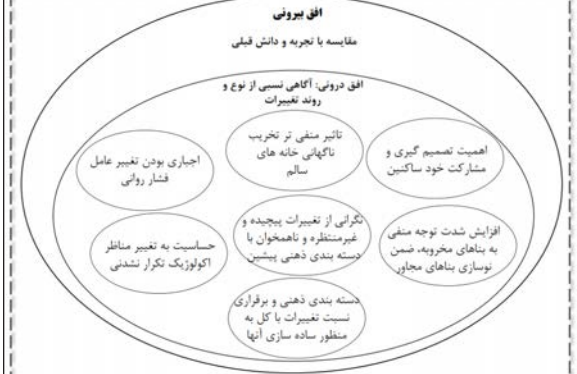 افق بیرونی
مقایسه با تجربه و دانش قبلی
افق درونی: آگاهی نسبی از نوع و
روند تغییرات
تاثیر منفی تر تخریب
ناگهانی خانه های
سالم
اهمیت تصمیم گیری و
مشارکت خود ساکنین
اجباری بودن تغییر عامل
فشار روانی
نگرانی از تغییرات پیچیده و
غیرمنتظره و ناهمخوان با
دسته بندی ذهنی پیشین
افزایش شدت توجه منفی
به بناهای مخروبه، ضمن
نوسازی بناهای مجاور
حساسیت به تغییر مناظر
اکولوژیک تکرار نشدنی
دسته بندی ذهنی و برقراری
نسبت تغییرات با کل به
منظور ساده سازی آنها